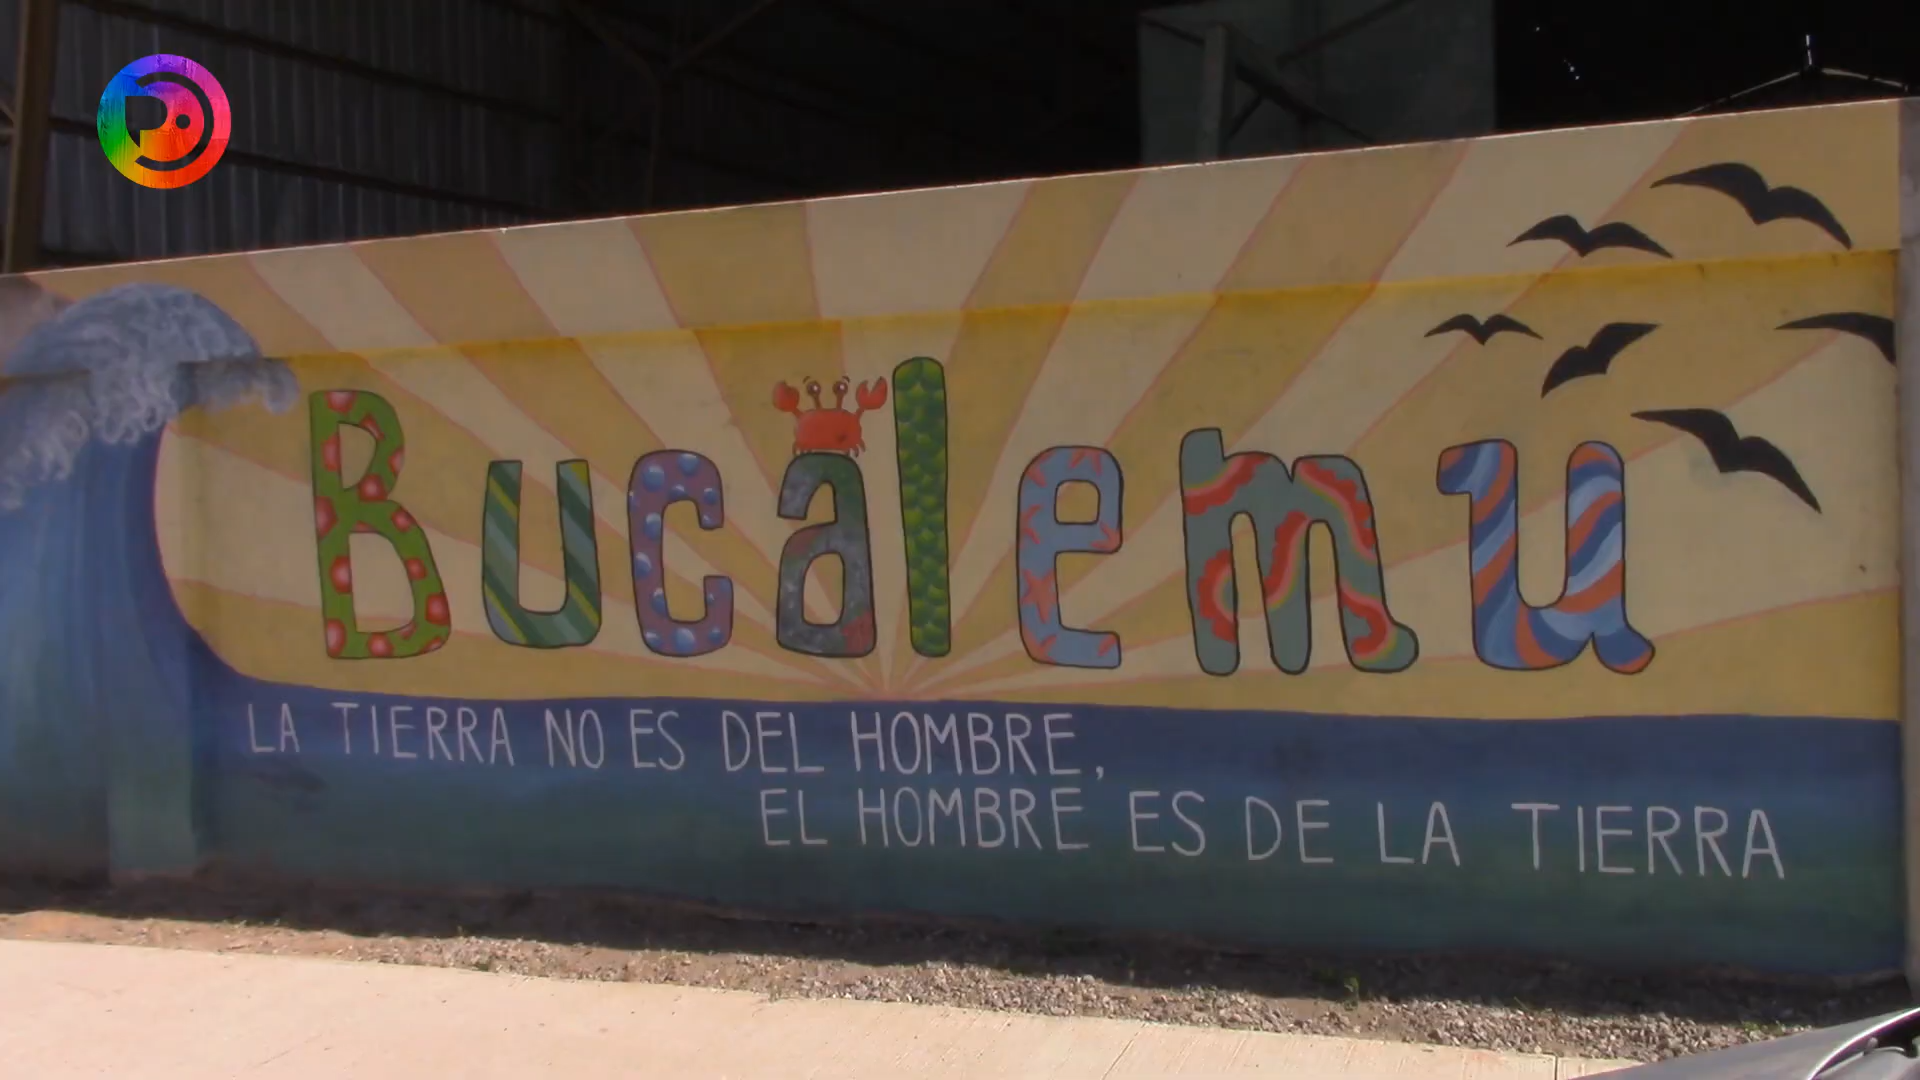 Bucalemu
LA TIERRA NO ES DEL HOMBRE,
EL HOMBRE ES DE LA TIERRA